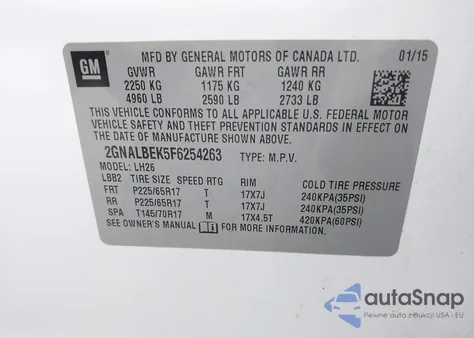 GM
MFD BY GENERAL MOTORS OF CANADA LTD. 01/15
GVWR GAWR FRT GAWR RR
2250 KG 1175 KG 1240 KG
4960 LB 2590 LB 2733 LB
THIS VEHICLE CONFORMS TO ALL APPLICABLE U.S. FEDERAL MOTOR
VEHICLE SAFETY AND THEFT PREVENTION STANDARDS IN EFFECT ON
THE DATE OF MANUFACTURE SHOWN ABOVE.
2GNALBEK5F6254263 TYPE: M.P.V.
MODEL: LH26
LBB2 TIRE SIZE SPEED RTG RIM COLD TIRE PRESSURE
FRT P225/65R17 T 17X7J 240KPA(35PSI)
RR P225/65R17 T 17X7J 240KPA(35PSI)
SPA T145/70R17 M 17X4.5T 420KPA(60PSI)
SEE OWNER'S MANUAL FOR MORE INFORMATION.
autoSnap
Pewne auto z USA i EU